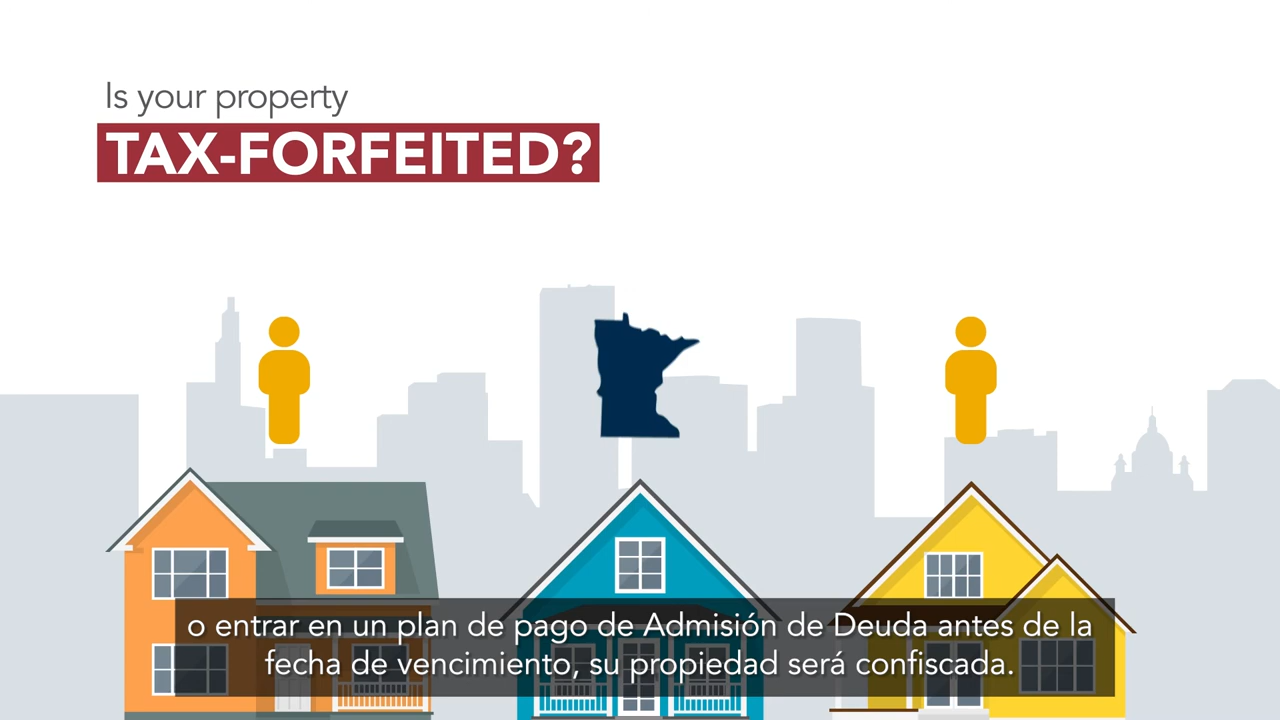 Is your property
TAX-FORFEITED?
o entrar en un plan de pago de Admisión de Deuda antes de la
fecha de vencimiento, su propiedad será confiscada.